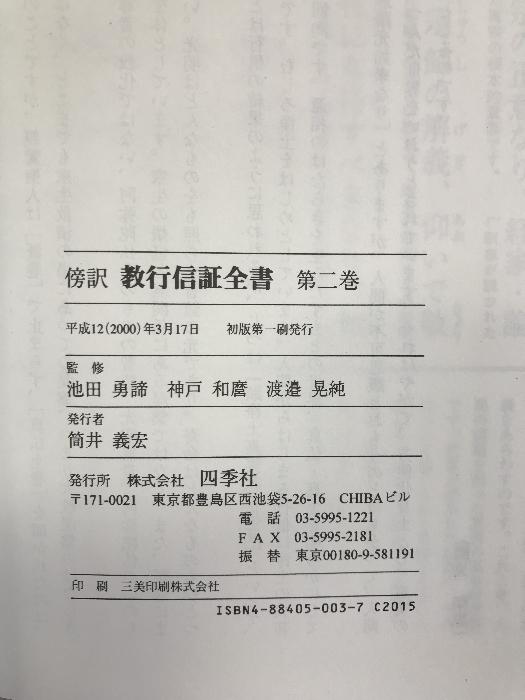 傍訳 教行信証全書 第二巻
平成12(2000)年3月17日 初版第一刷発行
監 修
池田 勇諦 神戸 和麿 渡邉 晃純
発行者
筒井 義宏
発行所 株式会社 四季社
〒171-0021 東京都豊島区西池袋5-26-16 CHIBAビル
電 話 03-5995-1221
F A X 03-5995-2181
振 替 東京00180-9-581191
印 刷 三美印刷株式会社
ISBN4-88405-003-7 C2015